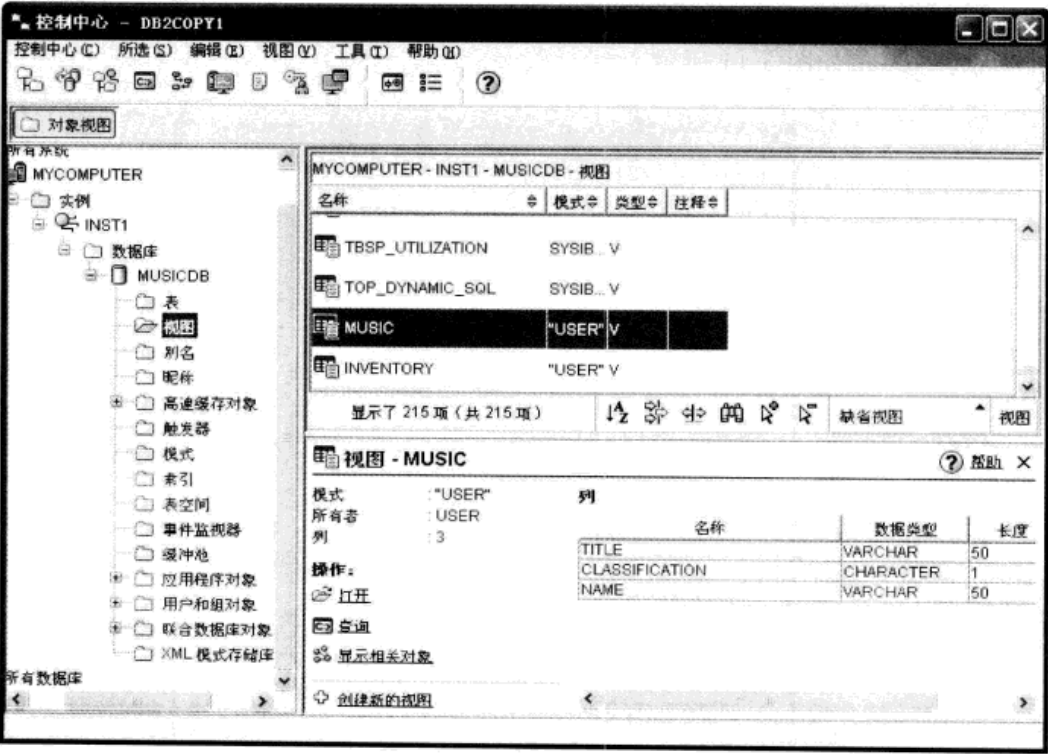 控制中心 - DB2COPY1
控制中心(C) 所选(S) 编辑(E) 视图(V) 工具(T) 帮助(H)
对象视图
所有系统
MYCOMPUTER
实例
INST1
数据库
MUSICDB
表
视图
别名
昵称
高速缓存对象
触发器
模式
索引
表空间
事件监视器
缓冲池
应用程序对象
用户和组对象
联合数据库对象
XML 模式存储库
所有数据库
MYCOMPUTER - INST1 - MUSICDB - 视图
名称 模式 类型 注释
TBSP_UTILIZATION SYSIB... V
TOP_DYNAMIC_SQL SYSIB... V
MUSIC "USER" V
INVENTORY "USER" V
显示了 215 项（共 215 项） 缺省视图 视图
视图 - MUSIC
帮助
模式 : "USER"
所有者 : USER
列 : 3
操作：
打开
查询
显示相关对象
创建新的视图
列
名称 数据类型 长度
TITLE VARCHAR 50
CLASSIFICATION CHARACTER 1
NAME VARCHAR 50